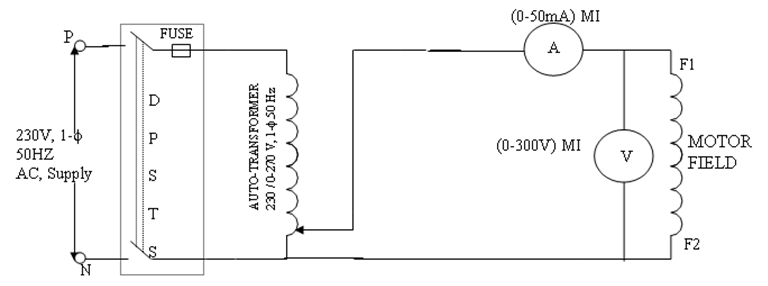 (0-50mA) MI
P
FUSE
A
F1
D
P
S
T
S
AUTO-TRANSFORMER
230 / 0-270 V, 1-ϕ 50 Hz
230V, 1-ϕ
50HZ
AC, Supply
(0-300V) MI
V
MOTOR
FIELD
F2
N